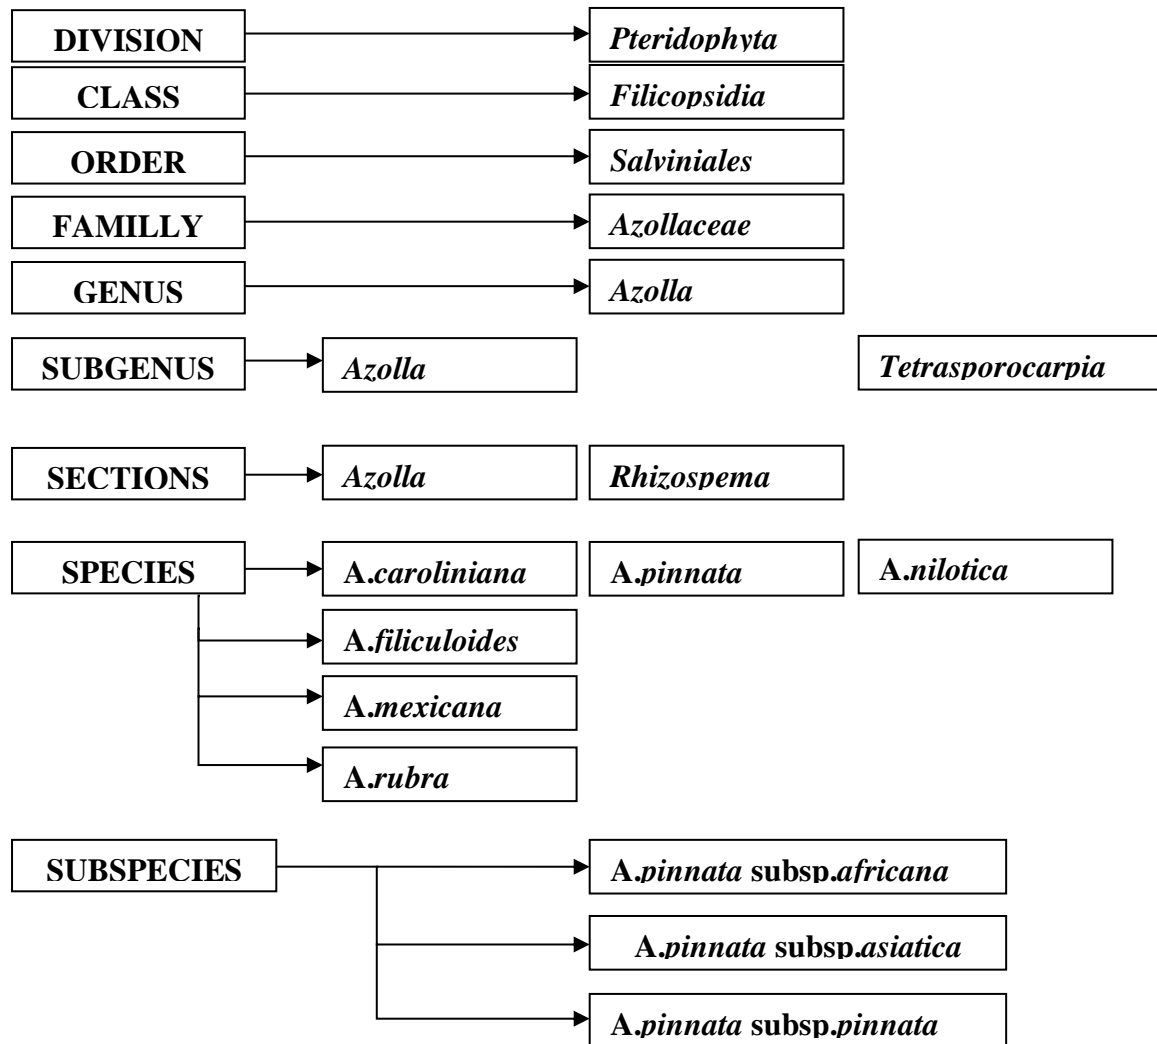 DIVISION Pteridophyta
CLASS Filicopsidia
ORDER Salviniales
FAMILLY Azollaceae
GENUS Azolla
SUBGENUS Azolla Tetrasporocarpia
SECTIONS Azolla Rhizospema
SPECIES A.caroliniana A.pinnata A.nilotica
A.filiculoides
A.mexicana
A.rubra
SUBSPECIES A.pinnata subsp.africana
A.pinnata subsp.asiatica
A.pinnata subsp.pinnata